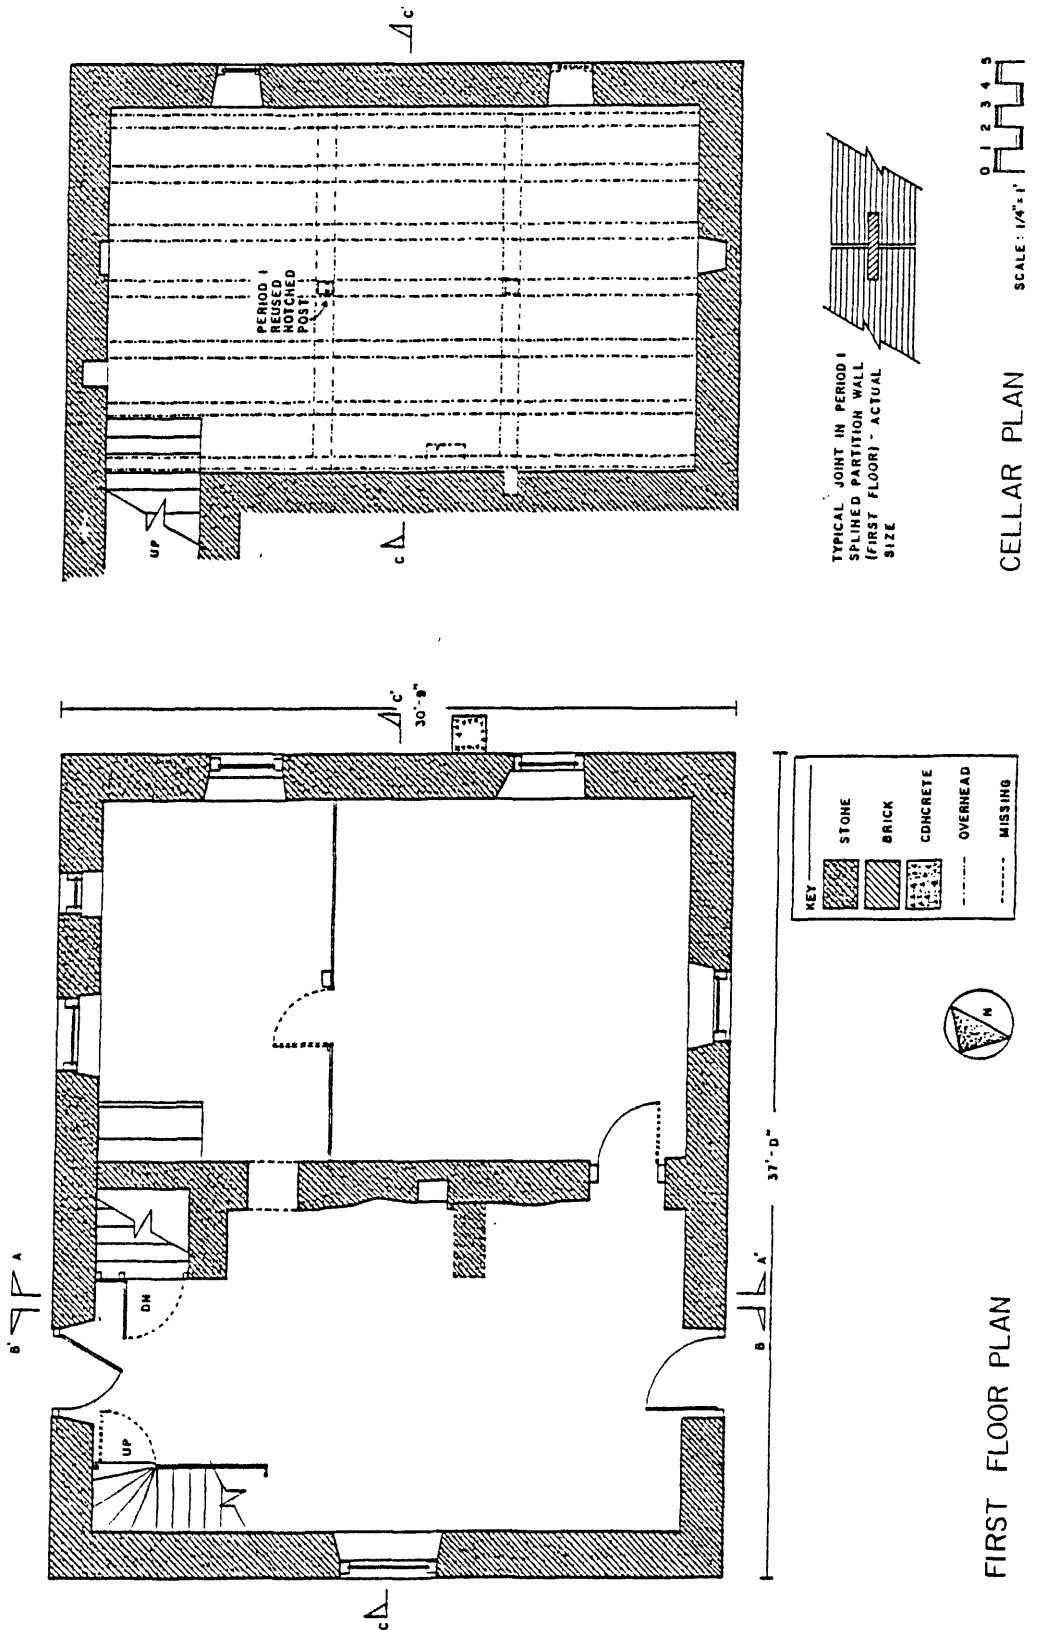 FIRST FLOOR PLAN
CELLAR PLAN
C
C'
B'
A
B
A'
UP
DN
37'-0"
30'-9"
C'
C
UP
C'
PERIOD I
REUSED
NOTCHED
POST
TYPICAL JOINT IN PERIOD I
SPLINED PARTITION WALL
(FIRST FLOOR) - ACTUAL
SIZE
SCALE: 1/4"=1'
0 1 2 3 4 5
N
KEY
STONE
BRICK
CONCRETE
OVERHEAD
MISSING